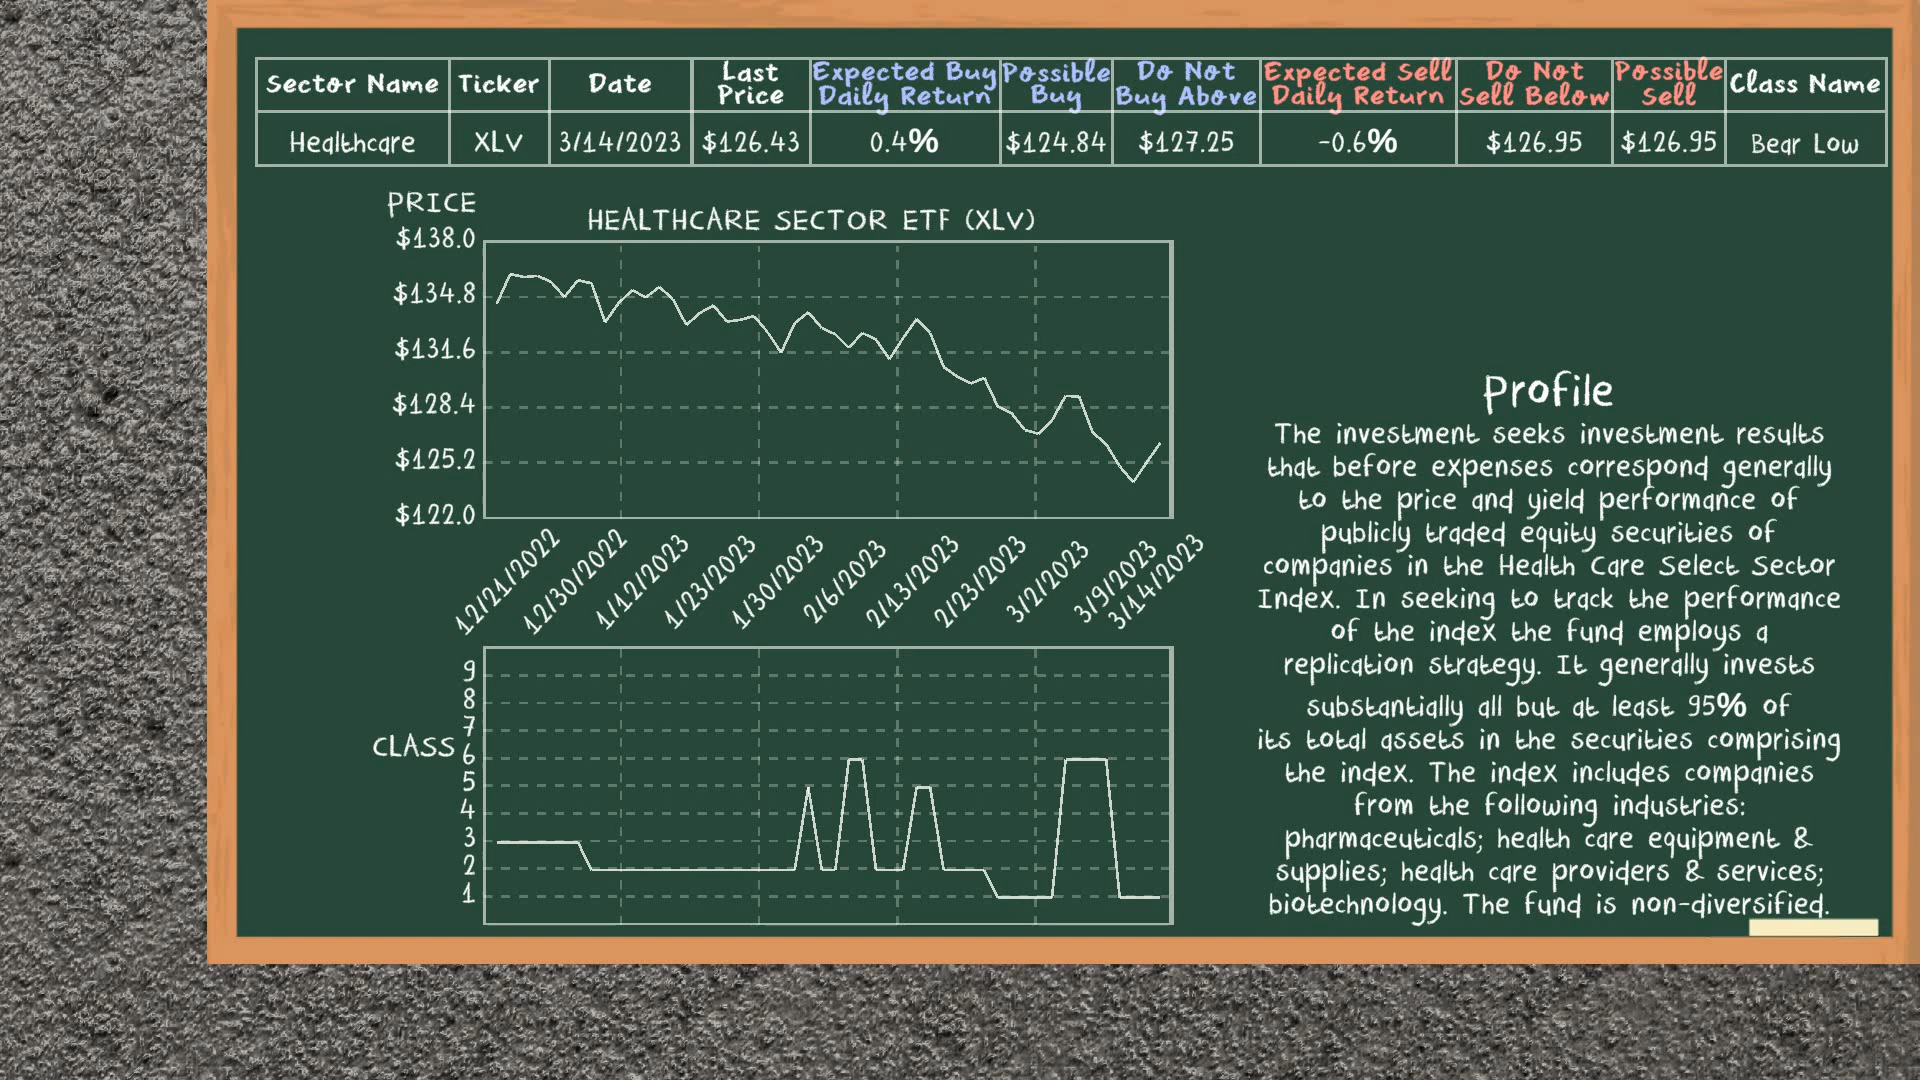 Sector Name Ticker Date Last Price Expected Buy Daily Return Possible Buy Do Not Buy Above Expected Sell Daily Return Do Not Sell Below Possible Sell Class Name
Healthcare XLV 3/14/2023 $126.43 0.4% $124.84 $127.25 -0.6% $126.95 $126.95 Bear Low
PRICE
HEALTHCARE SECTOR ETF (XLV)
$138.0
$134.8
$131.6
$128.4
$125.2
$122.0
12/21/2022 12/30/2022 1/12/2023 1/23/2023 1/30/2023 2/6/2023 2/13/2023 2/23/2023 3/2/2023 3/9/2023 3/14/2023
CLASS
9
8
7
6
5
4
3
2
1
Profile
The investment seeks investment results
that before expenses correspond generally
to the price and yield performance of
publicly traded equity securities of
companies in the Health Care Select Sector
Index. In seeking to track the performance
of the index the fund employs a
replication strategy. It generally invests
substantially all but at least 95% of
its total assets in the securities comprising
the index. The index includes companies
from the following industries:
pharmaceuticals; health care equipment &
supplies; health care providers & services;
biotechnology. The fund is non-diversified.